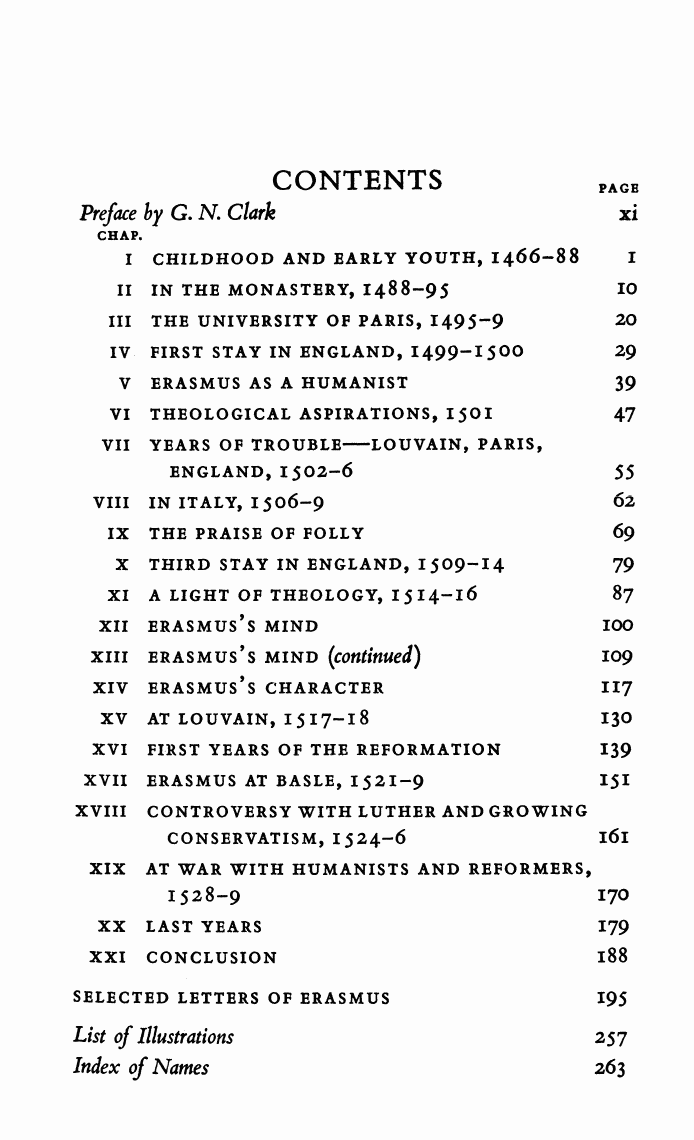 CONTENTS
PAGE
Preface by G. N. Clark xi
CHAP.
I CHILDHOOD AND EARLY YOUTH, 1466–88 1
II IN THE MONASTERY, 1488–95 10
III THE UNIVERSITY OF PARIS, 1495–9 20
IV FIRST STAY IN ENGLAND, 1499–1500 29
V ERASMUS AS A HUMANIST 39
VI THEOLOGICAL ASPIRATIONS, 1501 47
VII YEARS OF TROUBLE—LOUVAIN, PARIS,
ENGLAND, 1502–6 55
VIII IN ITALY, 1506–9 62
IX THE PRAISE OF FOLLY 69
X THIRD STAY IN ENGLAND, 1509–14 79
XI A LIGHT OF THEOLOGY, 1514–16 87
XII ERASMUS'S MIND 100
XIII ERASMUS'S MIND (continued) 109
XIV ERASMUS'S CHARACTER 117
XV AT LOUVAIN, 1517–18 130
XVI FIRST YEARS OF THE REFORMATION 139
XVII ERASMUS AT BASLE, 1521–9 151
XVIII CONTROVERSY WITH LUTHER AND GROWING
CONSERVATISM, 1524–6 161
XIX AT WAR WITH HUMANISTS AND REFORMERS,
1528–9 170
XX LAST YEARS 179
XXI CONCLUSION 188
SELECTED LETTERS OF ERASMUS 195
List of Illustrations 257
Index of Names 263